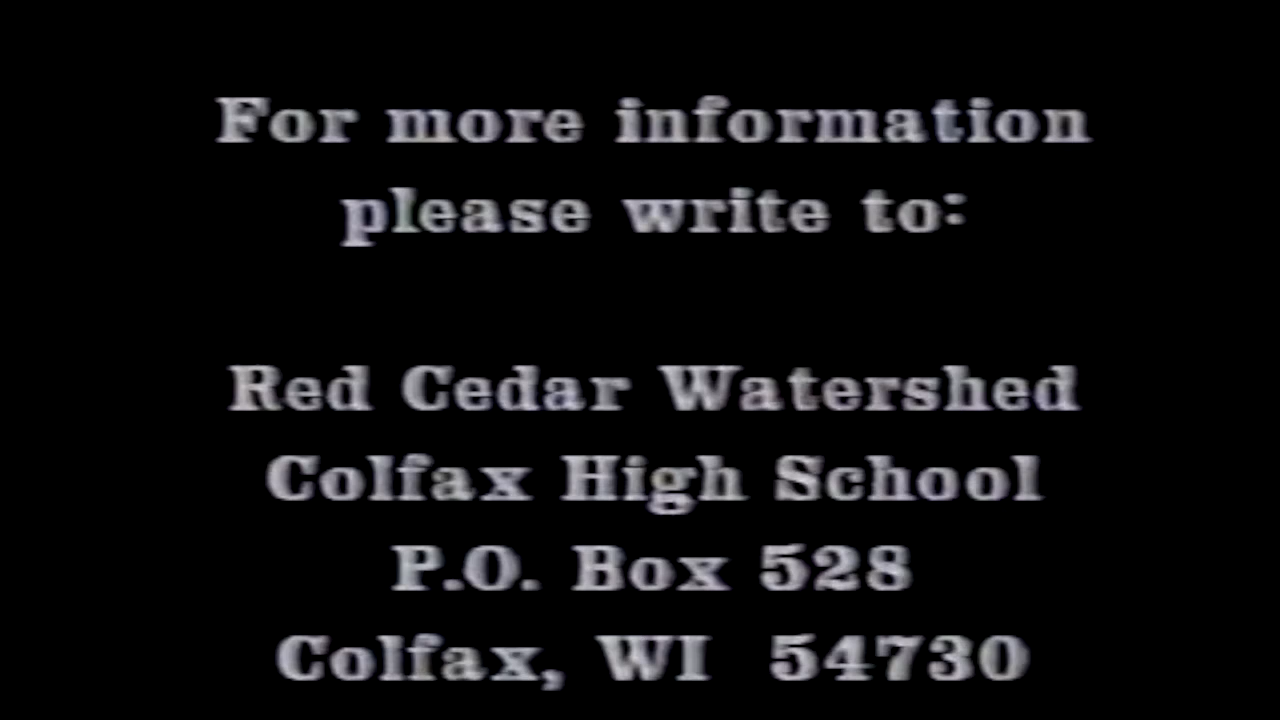 For more information
please write to:
Red Cedar Watershed
Colfax High School
P.O. Box 528
Colfax, WI 54730